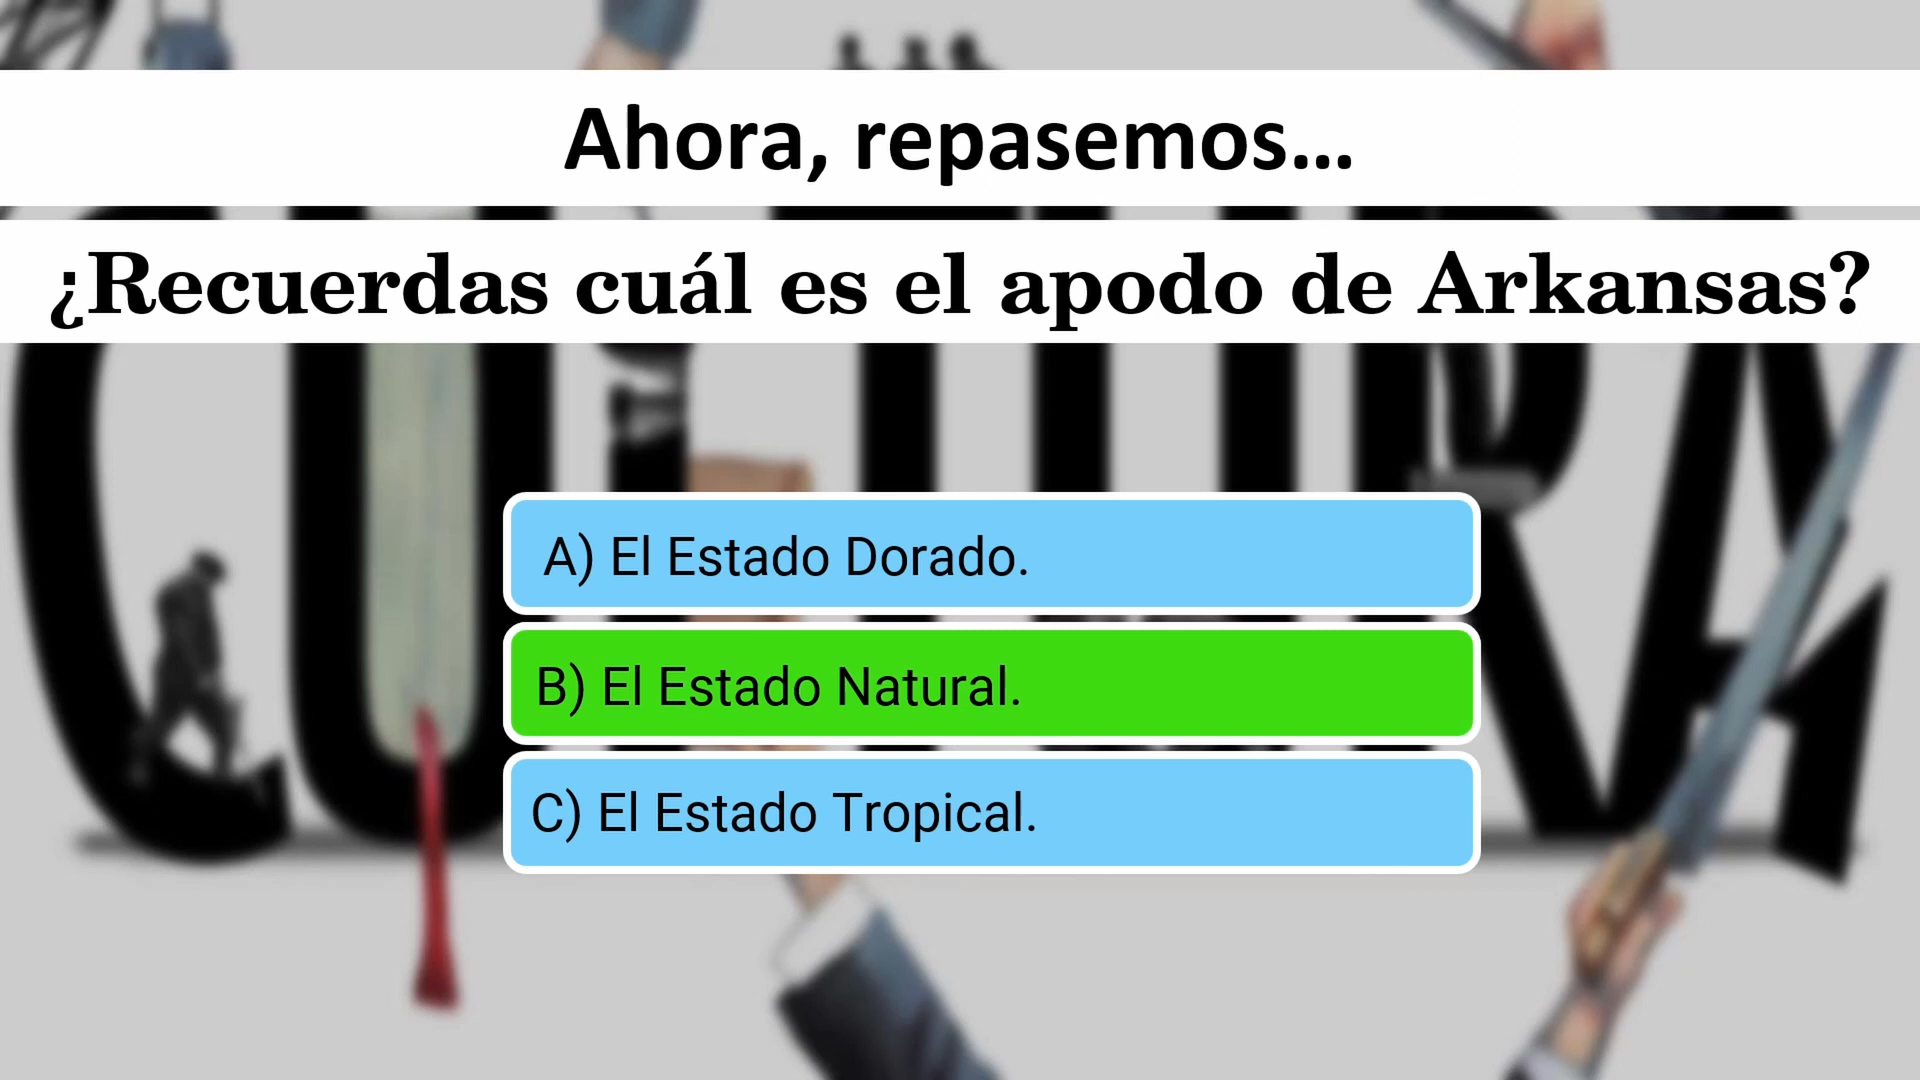 Ahora, repasemos...
¿Recuerdas cuál es el apodo de Arkansas?
A) El Estado Dorado.
B) El Estado Natural.
C) El Estado Tropical.